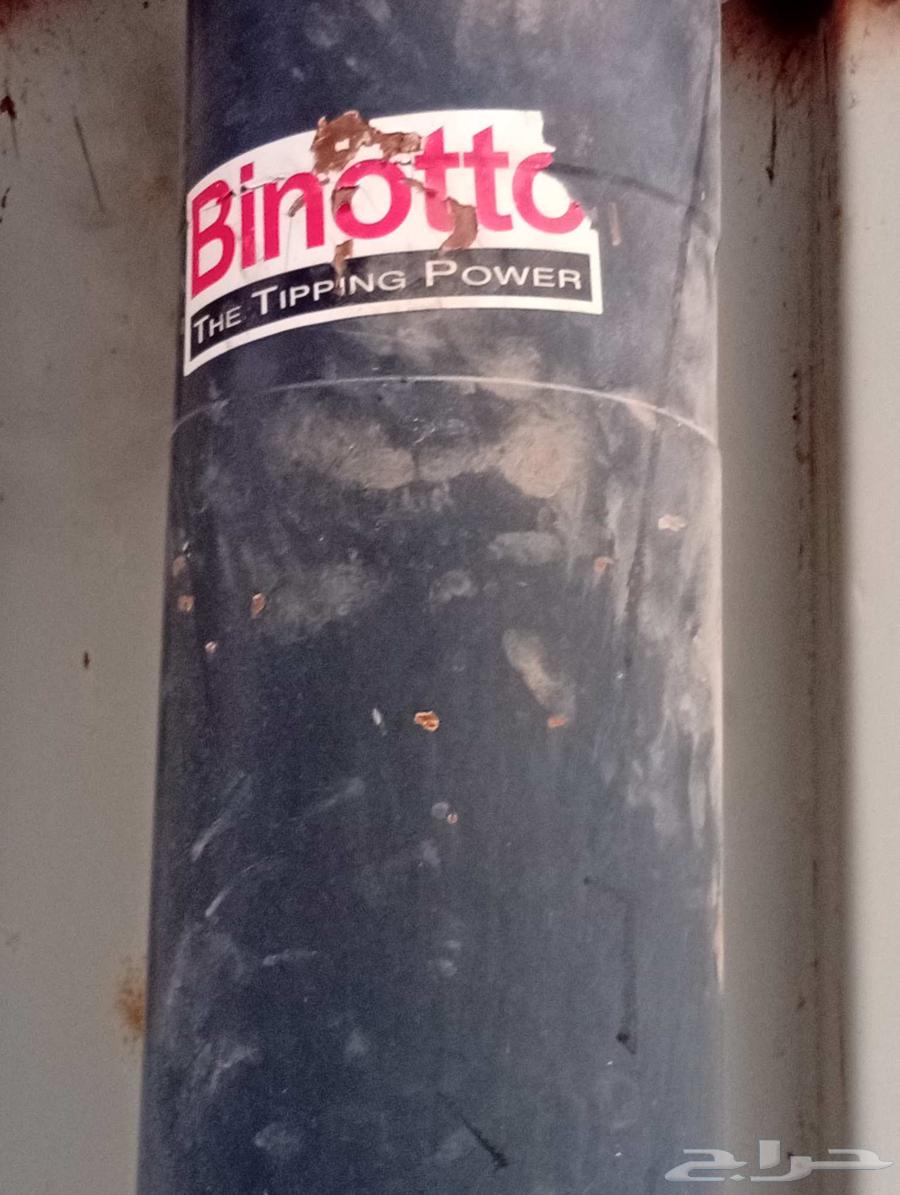 Binotto
THE TIPPING POWER
حراج